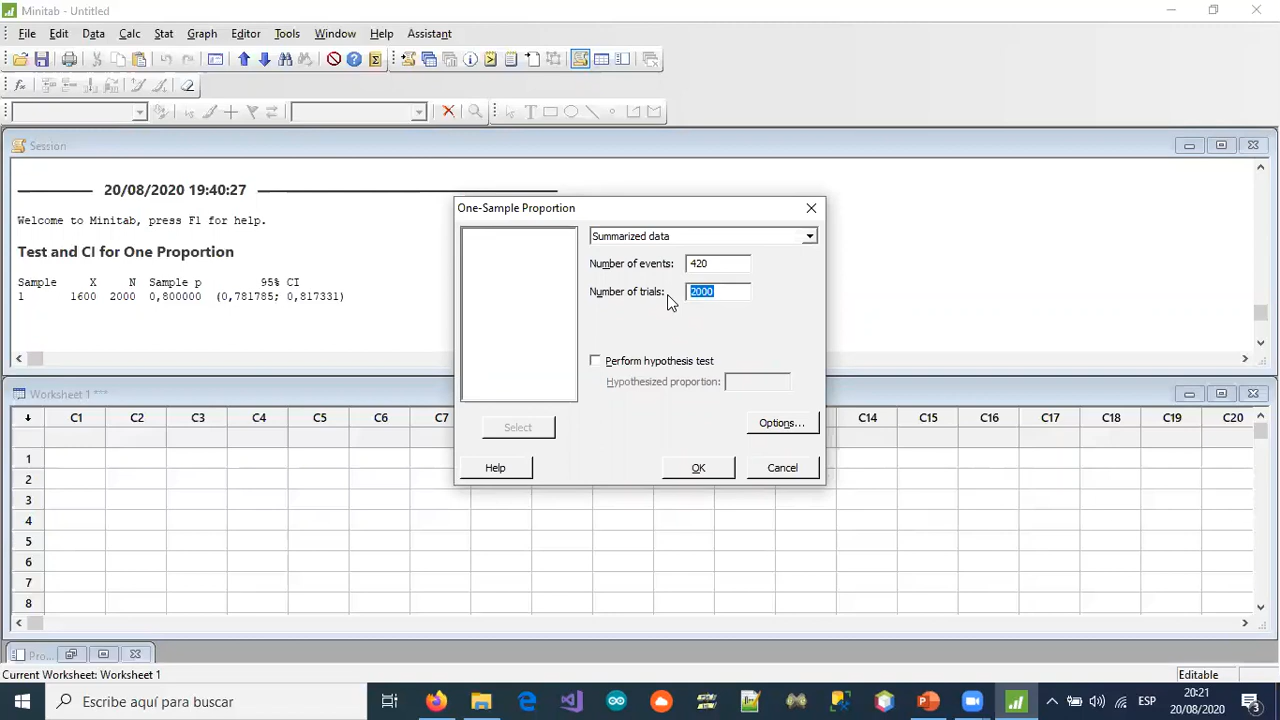 Minitab - Untitled
File Edit Data Calc Stat Graph Editor Tools Window Help Assistant
Session
20/08/2020 19:40:27
Welcome to Minitab, press F1 for help.
Test and CI for One Proportion
Sample X N Sample p 95% CI
1 1600 2000 0,800000 (0,781785; 0,817331)
One-Sample Proportion
Summarized data
Number of events: 420
Number of trials: 2000
Perform hypothesis test
Hypothesized proportion:
Select
Options...
Help
OK
Cancel
Worksheet 1 ***
C1 C2 C3 C4 C5 C6 C7 C14 C15 C16 C17 C18 C19 C20
1
2
3
4
5
6
7
8
Pro...
Current Worksheet: Worksheet 1
Editable
Escribe aquí para buscar
ESP
20:21
20/08/2020
3